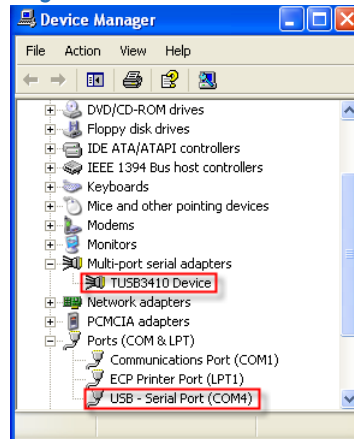 Device Manager
File Action View Help
DVD/CD-ROM drives
Floppy disk drives
IDE ATA/ATAPI controllers
IEEE 1394 Bus host controllers
Keyboards
Mice and other pointing devices
Modems
Monitors
Multi-port serial adapters
TUSB3410 Device
Network adapters
PCMCIA adapters
Ports (COM & LPT)
Communications Port (COM1)
ECP Printer Port (LPT1)
USB - Serial Port (COM4)